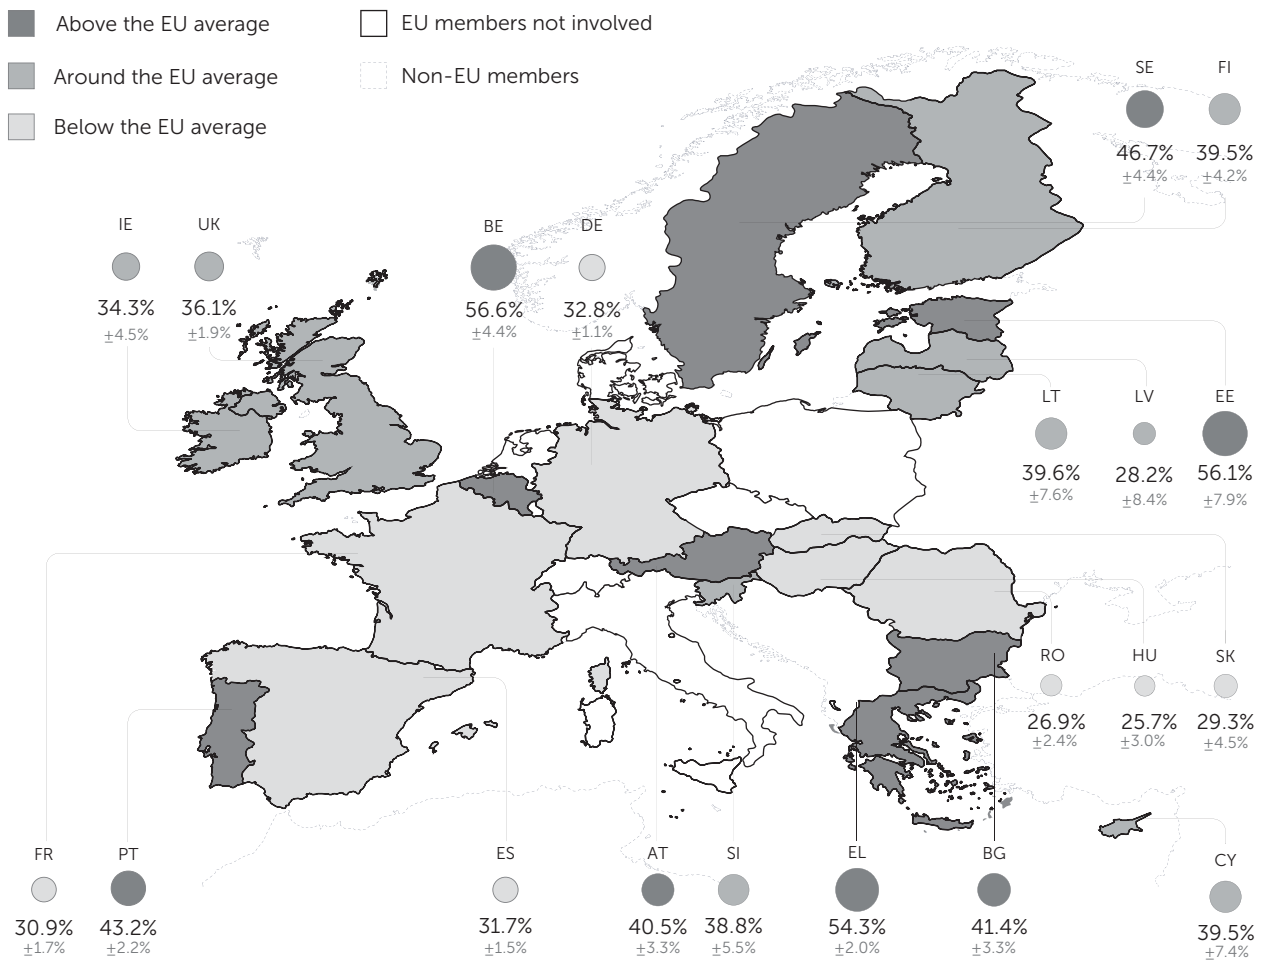 Above the EU average
EU members not involved
Around the EU average
Non-EU members
Below the EU average
SE FI
46.7% 39.5%
±4.4% ±4.2%
IE UK BE DE
34.3% 36.1% 56.6% 32.8%
±4.5% ±1.9% ±4.4% ±1.1%
LT LV EE
39.6% 28.2% 56.1%
±7.6% ±8.4% ±7.9%
RO HU SK
26.9% 25.7% 29.3%
±2.4% ±3.0% ±4.5%
FR PT ES AT SI EL BG CY
30.9% 43.2% 31.7% 40.5% 38.8% 54.3% 41.4% 39.5%
±1.7% ±2.2% ±1.5% ±3.3% ±5.5% ±2.0% ±3.3% ±7.4%